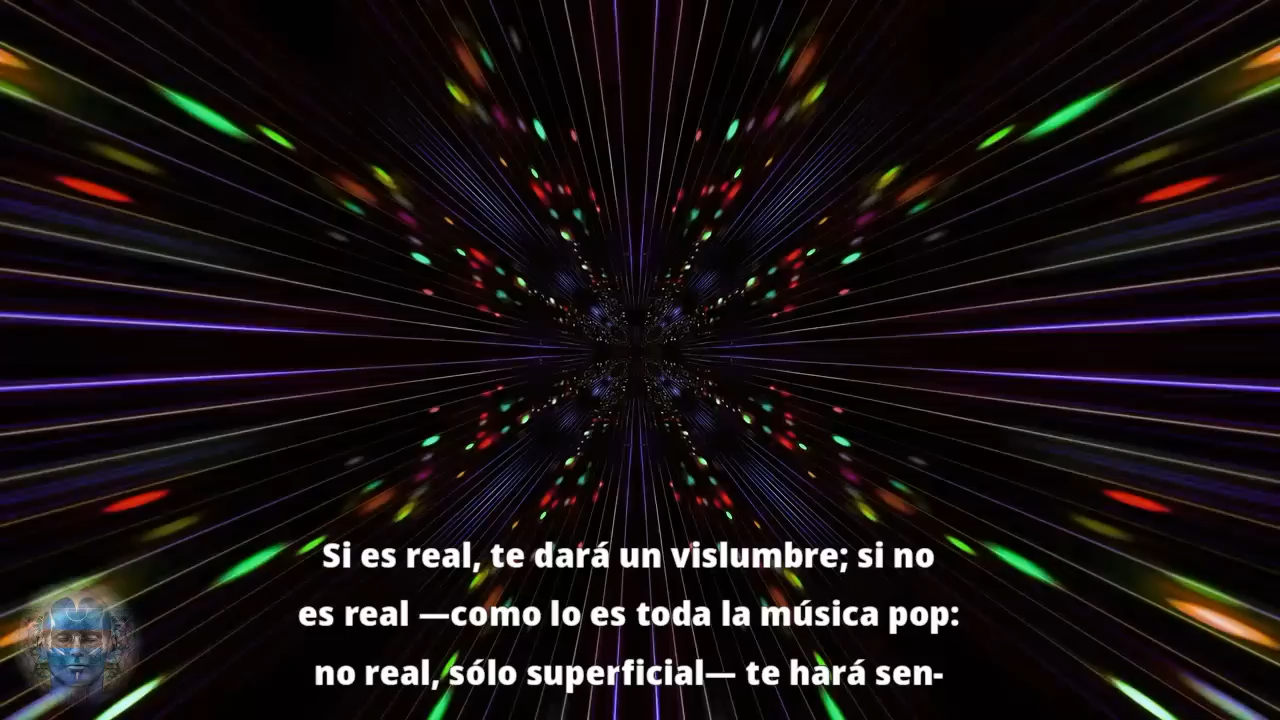 Si es real, te dará un vislumbre; si no
es real —como lo es toda la música pop:
no real, sólo superficial— te hará sen-